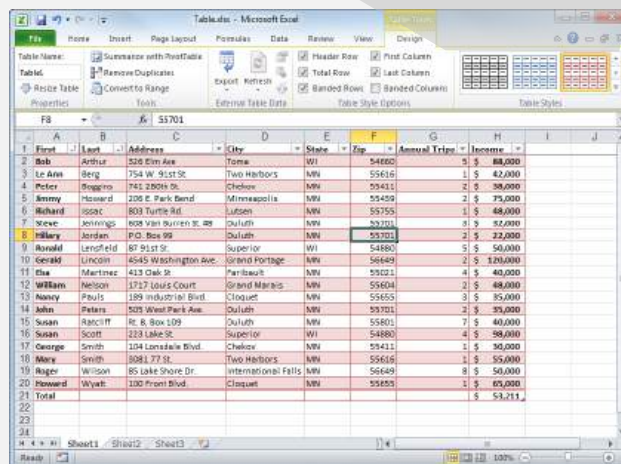 Table.xlsx - Microsoft Excel
File Home Insert Page Layout Formulas Data Review View Design
Table Name: Summarize with PivotTable Header Row First Column
Table1 Remove Duplicates Export Refresh Total Row Last Column
Resize Table Convert to Range Banded Rows Banded Columns
Properties Tools External Table Data Table Style Options Table Styles
F8 fx 55701
A B C D E F G H I J
1 First Last Address City State Zip Annual Trips Income
2 Bob Arthur 526 Elm Ave Toma WI 54660 5 $ 88,000
3 Le Ann Berg 754 W. 91st St Two Harbors MN 55616 1 $ 42,000
4 Peter Boggins 741 280th St. Chekov MN 55411 2 $ 38,000
5 Jimmy Howard 206 E. Park Bend Minneapolis MN 55459 2 $ 75,000
6 Richard Issac 803 Turtle Rd. Lutsen MN 55755 1 $ 48,000
7 Steve Jennings 608 Van Burren St. 48 Duluth MN 55701 3 $ 32,000
8 Hillary Jordan P.O. Box 99 Duluth MN 55701 2 $ 22,000
9 Ronald Lensfield 87 91st St. Superior WI 54880 5 $ 50,000
10 Gerald Lincoln 4545 Washington Ave. Grand Portage MN 56649 2 $ 120,000
11 Elsa Martinez 413 Oak St Faribault MN 55021 4 $ 40,000
12 William Nelson 1717 Louis Court Grand Marais MN 55604 2 $ 48,000
13 Nancy Pauls 189 Industrial Blvd. Cloquet MN 55655 3 $ 35,000
14 John Peters 505 West Park Ave. Duluth MN 55701 2 $ 35,000
15 Susan Ratcliff Rt. 8, Box 109 Duluth MN 55801 7 $ 40,000
16 Susan Scott 223 Lake St. Superior WI 54880 4 $ 98,000
17 George Smith 104 Lonsdale Blvd. Chekov MN 55411 1 $ 50,000
18 Mary Smith 3081 77 St. Two Harbors MN 55616 1 $ 55,000
19 Roger Wilson 85 Lake Shore Dr. International Falls MN 56649 8 $ 50,000
20 Howard Wyatt 100 Front Blvd. Cloquet MN 55655 1 $ 65,000
21 Total $ 53,211
22
23
24
Sheet1 Sheet2 Sheet3
Ready 100%